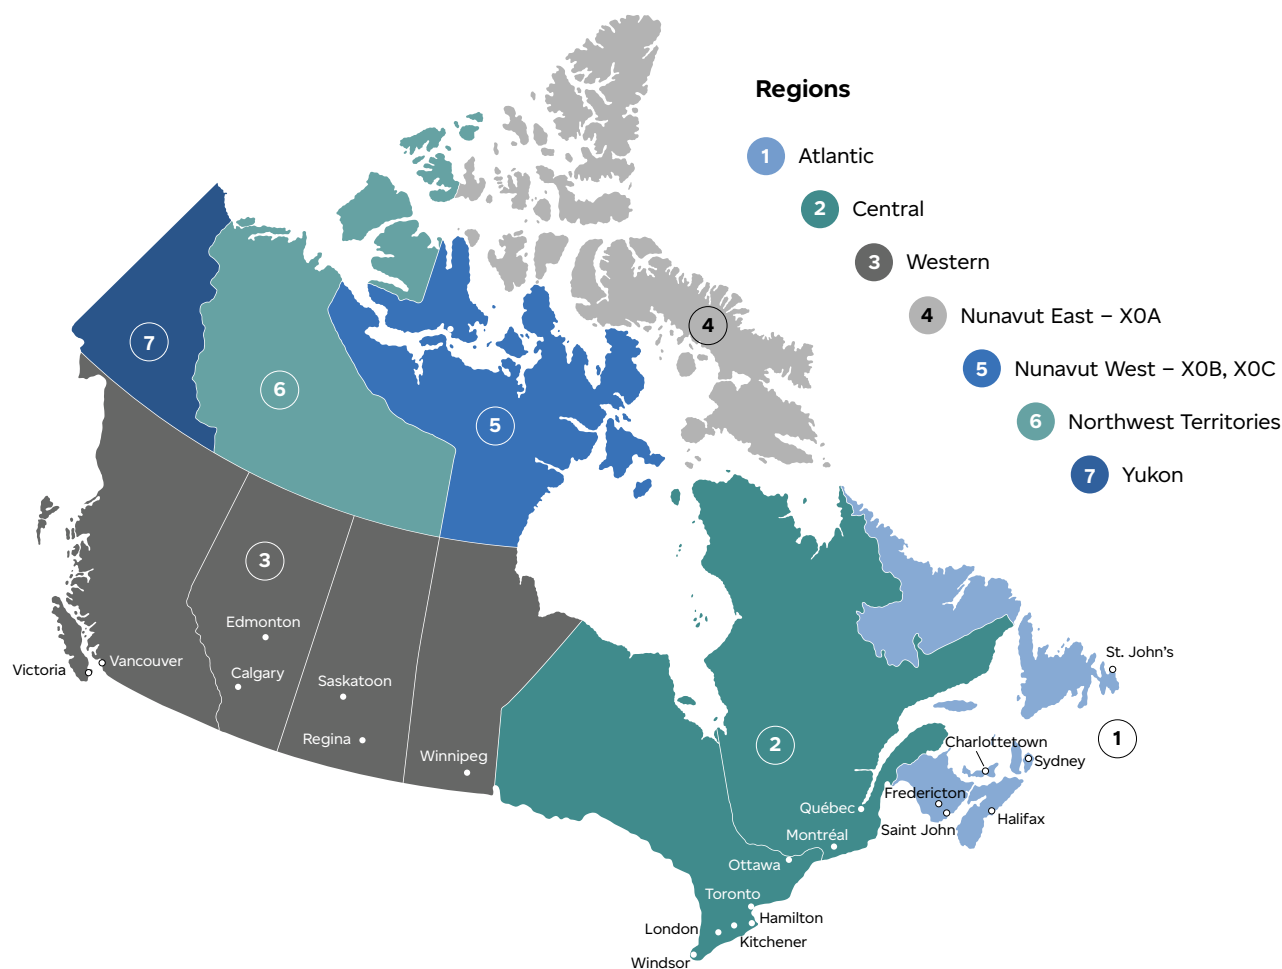 Regions
1 Atlantic
2 Central
3 Western
4 Nunavut East – X0A
5 Nunavut West – X0B, X0C
6 Northwest Territories
7 Yukon
4
7
6
5
3
Edmonton
Vancouver
Victoria
Calgary
Saskatoon
Regina
Winnipeg
St. John’s
1
2
Charlottetown
Sydney
Fredericton
Québec
Halifax
Saint John
Montréal
Ottawa
Toronto
Hamilton
London
Kitchener
Windsor